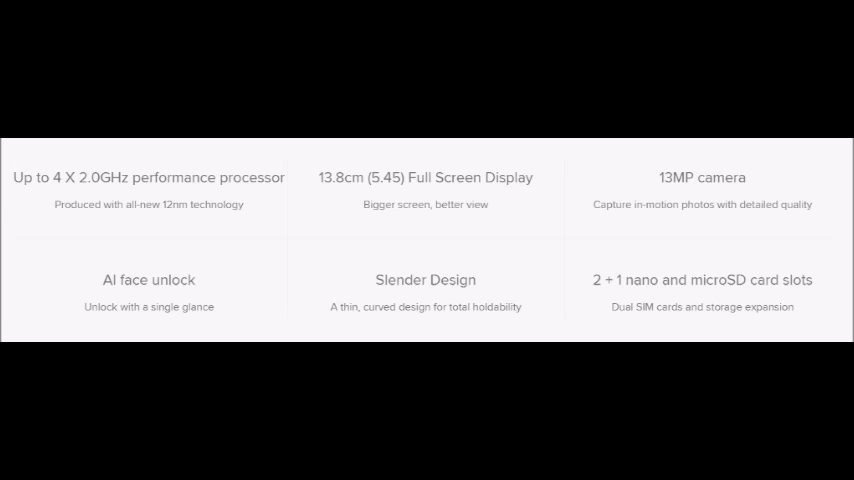 Up to 4 X 2.0GHz performance processor
Produced with all-new 12nm technology
13.8cm (5.45) Full Screen Display
Bigger screen, better view
13MP camera
Capture in-motion photos with detailed quality
AI face unlock
Unlock with a single glance
Slender Design
A thin, curved design for total holdability
2 + 1 nano and microSD card slots
Dual SIM cards and storage expansion